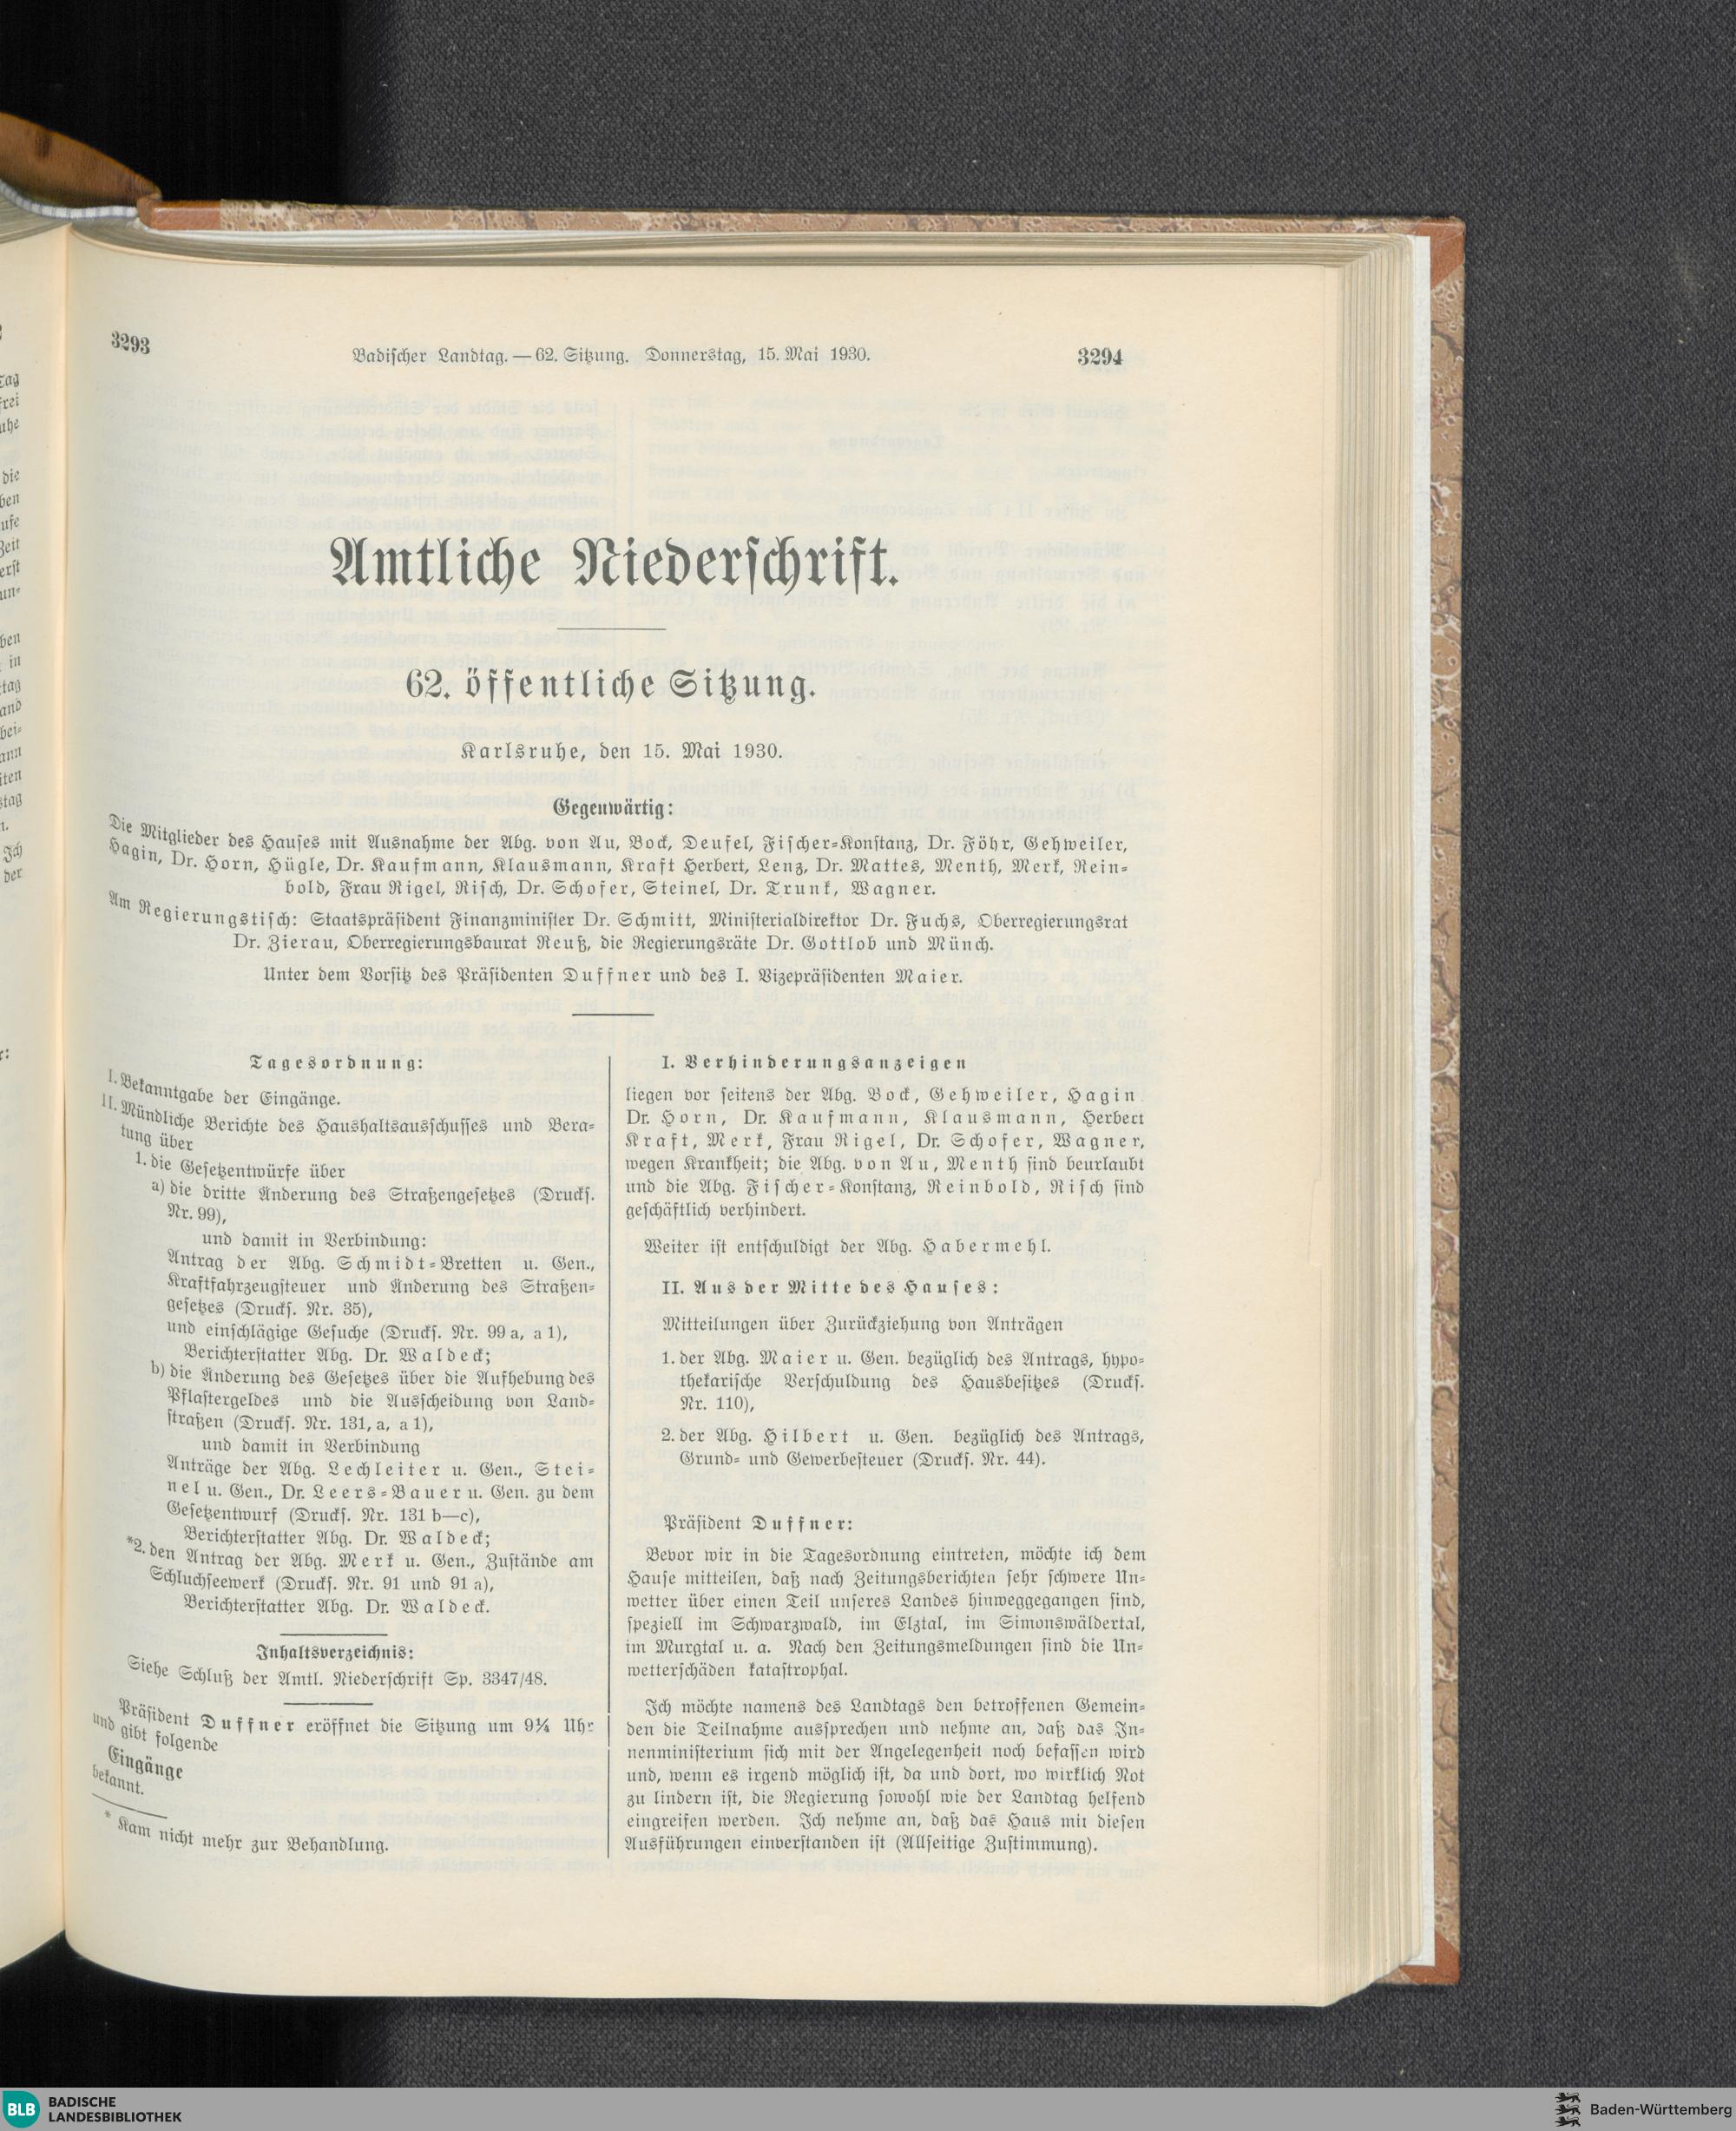 3293
Badischer Landtag. — 62. Sitzung. Donnerstag, 15. Mai 1930.
3294
Amtliche Niederschrift.
62. öffentliche Sitzung.
Karlsruhe, den 15. Mai 1930.
Gegenwärtig:
Die Mitglieder des Hauses mit Ausnahme der Abg. von Au, Bock, Deufel, Fischer-Konstanz, Dr. Föhr, Gehweiler,
Hagin, Dr. Horn, Hügle, Dr. Kaufmann, Klausmann, Kraft Herbert, Lenz, Dr. Mattes, Menth, Merk, Rein-
bold, Frau Rigel, Risch, Dr. Schofer, Steinel, Dr. Trunk, Wagner.
Am Regierungstisch: Staatspräsident Finanzminister Dr. Schmitt, Ministerialdirektor Dr. Fuchs, Oberregierungsrat
Dr. Zierau, Oberregierungsbaurat Reuß, die Regierungsräte Dr. Gottlob und Münch.
Unter dem Vorsitz des Präsidenten Duffner und des I. Vizepräsidenten Maier.
Tagesordnung:
I. Bekanntgabe der Eingänge.
II. Mündliche Berichte des Haushaltsausschusses und Bera-
tung über
1. die Gesetzentwürfe über
a) die dritte Änderung des Straßengesetzes (Drucks.
Nr. 99),
und damit in Verbindung:
Antrag der Abg. Schmidt-Bretten u. Gen.,
Kraftfahrzeugsteuer und Änderung des Straßen-
gesetzes (Drucks. Nr. 35),
und einschlägige Gesuche (Drucks. Nr. 99 a, a 1),
Berichterstatter Abg. Dr. Waldeck;
b) die Änderung des Gesetzes über die Aufhebung des
Pflastergeldes und die Ausscheidung von Land-
straßen (Drucks. Nr. 131, a, a 1),
und damit in Verbindung
Anträge der Abg. Lechleiter u. Gen., Stei-
nel u. Gen., Dr. Leers-Bauer u. Gen. zu dem
Gesetzentwurf (Drucks. Nr. 131 b—c),
Berichterstatter Abg. Dr. Waldeck;
*2. den Antrag der Abg. Merk u. Gen., Zustände am
Schluchseewerk (Drucks. Nr. 91 und 91 a),
Berichterstatter Abg. Dr. Waldeck.
Inhaltsverzeichnis:
Siehe Schluß der Amtl. Niederschrift Sp. 3347/48.
Präsident Duffner eröffnet die Sitzung um 9¼ Uhr
und gibt folgende
Eingänge
bekannt.
* Kam nicht mehr zur Behandlung.
I. Verhinderungsanzeigen
liegen vor seitens der Abg. Bock, Gehweiler, Hagin
Dr. Horn, Dr. Kaufmann, Klausmann, Herbert
Kraft, Merk, Frau Rigel, Dr. Schofer, Wagner,
wegen Krankheit; die Abg. von Au, Menth sind beurlaubt
und die Abg. Fischer-Konstanz, Reinbold, Risch sind
geschäftlich verhindert.
Weiter ist entschuldigt der Abg. Habermehl.
II. Aus der Mitte des Hauses:
Mitteilungen über Zurückziehung von Anträgen
1. der Abg. Maier u. Gen. bezüglich des Antrags, hypo-
thekarische Verschuldung des Hausbesitzes (Drucks.
Nr. 110),
2. der Abg. Hilbert u. Gen. bezüglich des Antrags,
Grund- und Gewerbesteuer (Drucks. Nr. 44).
Präsident Duffner:
Bevor wir in die Tagesordnung eintreten, möchte ich dem
Hause mitteilen, daß nach Zeitungsberichten sehr schwere Un-
wetter über einen Teil unseres Landes hinweggegangen sind,
speziell im Schwarzwald, im Elztal, im Simonswäldertal,
im Murgtal u. a. Nach den Zeitungsmeldungen sind die Un-
wetterschäden katastrophal.
Ich möchte namens des Landtags den betroffenen Gemein-
den die Teilnahme aussprechen und nehme an, daß das In-
nenministerium sich mit der Angelegenheit noch befassen wird
und, wenn es irgend möglich ist, da und dort, wo wirklich Not
zu lindern ist, die Regierung sowohl wie der Landtag helfend
eingreifen werden. Ich nehme an, daß das Haus mit diesen
Ausführungen einverstanden ist (Allseitige Zustimmung).
BLB
BADISCHE
LANDESBIBLIOTHEK
Baden-Württemberg